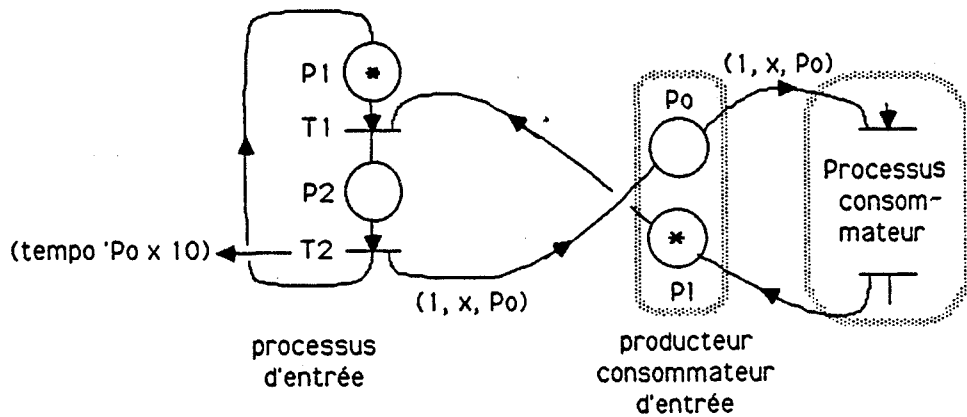 P1
*
T1
P2
T2
(tempo 'Po x 10)
(1, x, Po)
processus
d'entrée
(1, x, Po)
Po
*
Pl
producteur
consommateur
d'entrée
Processus
consom-
mateur